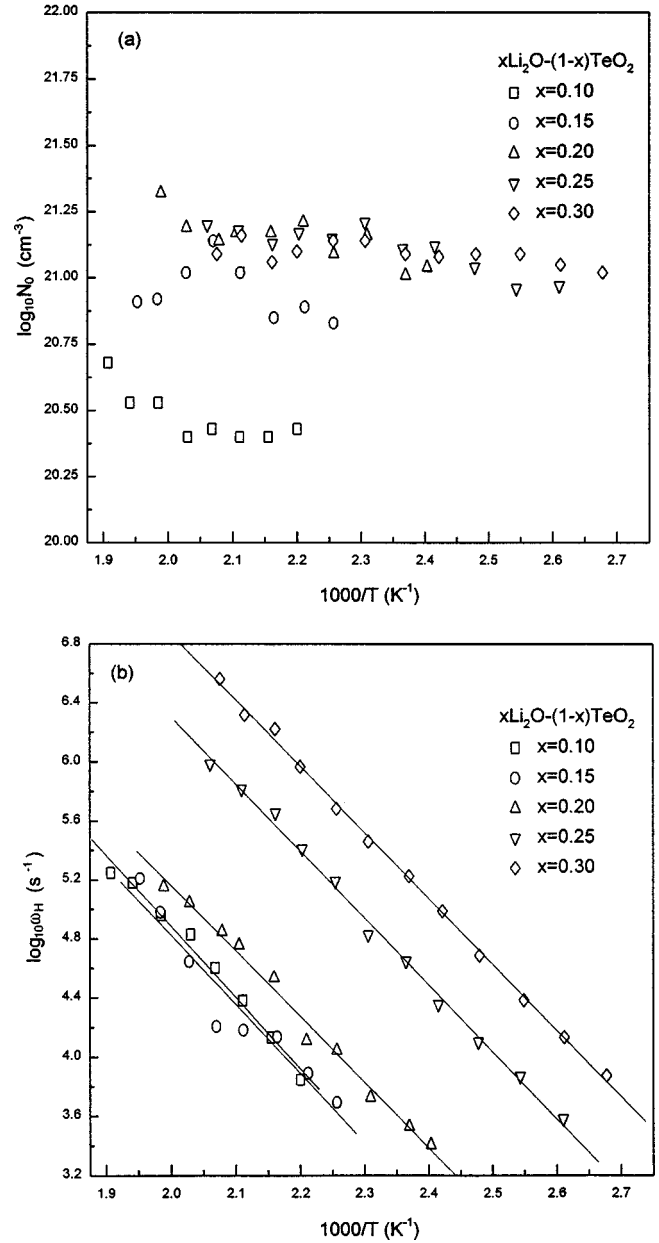 (a)
xLi₂O-(1-x)TeO₂
x=0.10
x=0.15
x=0.20
x=0.25
x=0.30
22.00
21.75
21.50
21.25
21.00
20.75
20.50
20.25
20.00
log₁₀N₀ (cm⁻³)
1.9 2.0 2.1 2.2 2.3 2.4 2.5 2.6 2.7
1000/T (K⁻¹)
(b)
xLi₂O-(1-x)TeO₂
x=0.10
x=0.15
x=0.20
x=0.25
x=0.30
6.8
6.4
6.0
5.6
5.2
4.8
4.4
4.0
3.6
3.2
log₁₀ω_H (s⁻¹)
1.9 2.0 2.1 2.2 2.3 2.4 2.5 2.6 2.7
1000/T (K⁻¹)